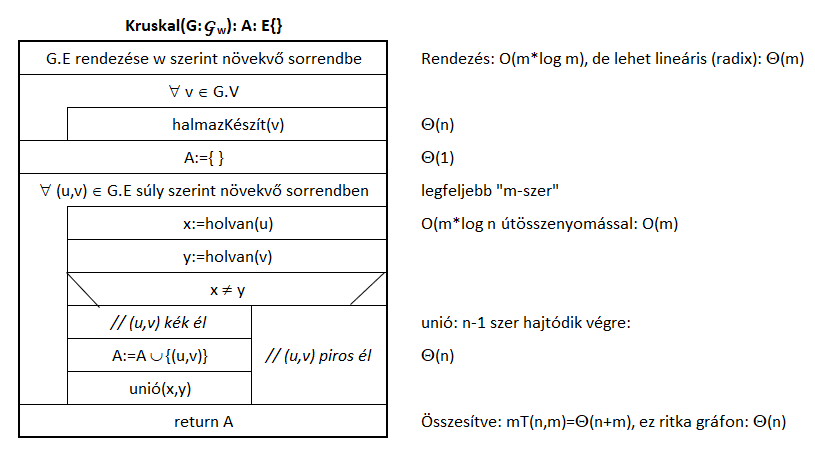 Kruskal(G:𝓖w): A: E{}
G.E rendezése w szerint növekvő sorrendbe
Rendezés: O(m*log m), de lehet lineáris (radix): Θ(m)
∀ v ∈ G.V
halmazKészít(v)
Θ(n)
A:={ }
Θ(1)
∀ (u,v) ∈ G.E súly szerint növekvő sorrendben
legfeljebb "m-szer"
x:=holvan(u)
O(m*log n útösszenyomással: O(m)
y:=holvan(v)
x ≠ y
// (u,v) kék él
unió: n-1 szer hajtódik végre:
A:=A ∪{(u,v)}
// (u,v) piros él
Θ(n)
unió(x,y)
return A
Összesítve: mT(n,m)=Θ(n+m), ez ritka gráfon: Θ(n)